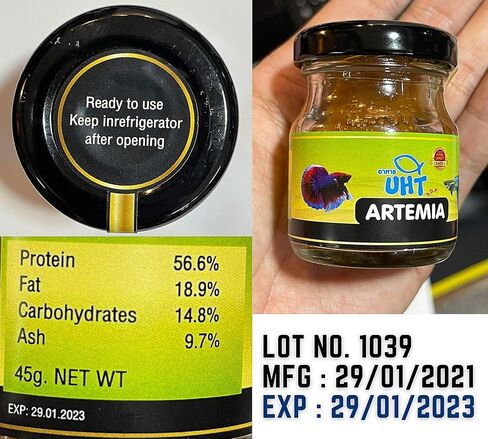 Ready to use
Keep inrefrigerator
after opening
อาหาร
UHT
ARTEMIA
Protein 56.6%
Fat 18.9%
Carbohydrates 14.8%
Ash 9.7%
45g. NET WT
EXP: 29.01.2023
LOT NO. 1039
MFG : 29/01/2021
EXP : 29/01/2023